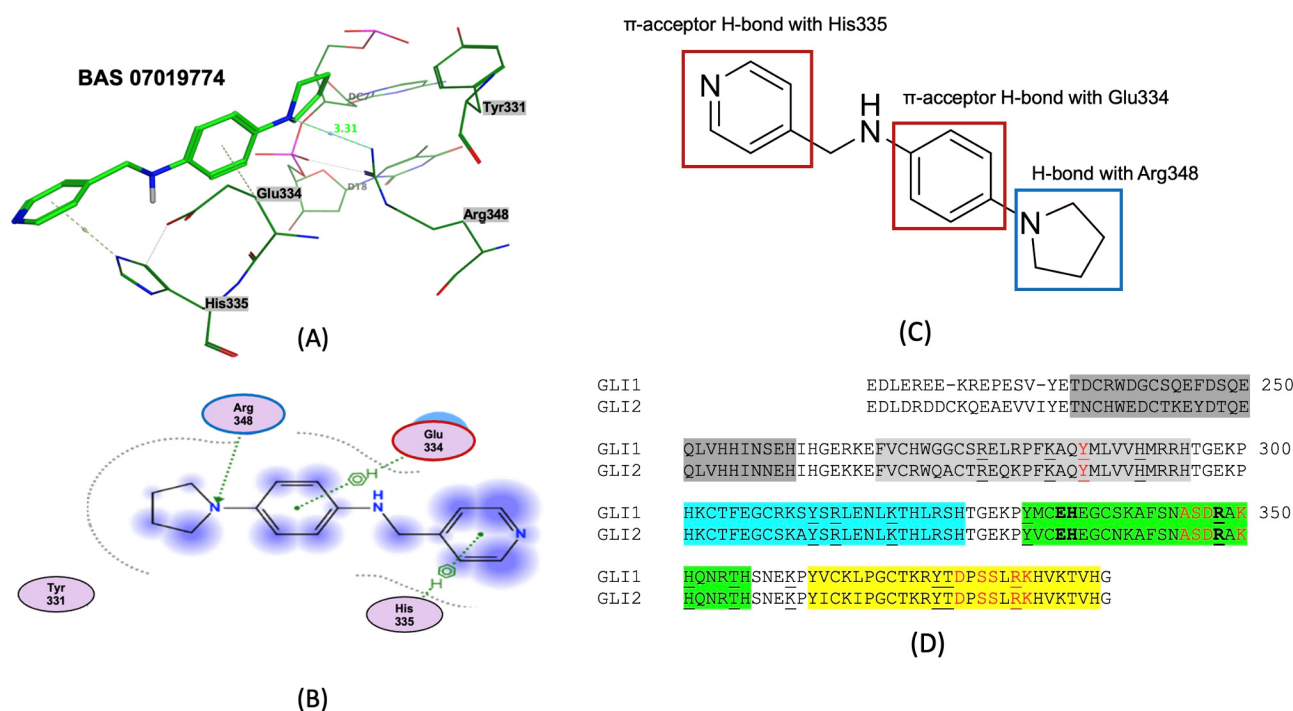 BAS 07019774
DC27
3.31
Tyr331
Glu334
DT8
Arg348
His335
(A)
Arg
348
Glu
334
H
H
N
N
N
H
Tyr
331
His
335
(B)
π-acceptor H-bond with His335
N
H
N
π-acceptor H-bond with Glu334
H-bond with Arg348
N
(C)
GLI1 EDLEREE-KREPESV-YETDCRWDGCSQEFDSQE 250
GLI2 EDLDRDDCKQEAEVVIYETNCHWEDCTKEYDTQE
GLI1 QLVHHINSEHIHGERKEFVCHWGGCSRELRPFKAQYMLVVHMRRHTGEKP 300
GLI2 QLVHHINNEHIHGEKKEFVCRWQACTREQKPFKAQYMLVVHMRRHTGEKP
GLI1 HKCTFEGCRKSYSRLENLKTHLRSHTGEKPYMCEHEGCSKAFSNASDRAK 350
GLI2 HKCTFEGCSKAYSRLENLKTHLRSHTGEKPYVCEHEGCNKAFSNASDRAK
GLI1 HQNRTHSNEKPYVCKLPGCTKRYTDPSSLRKHVKTVHG
GLI2 HQNRTHSNEKPYICKIPGCTKRYTDPSSLRKHVKTVHG
(D)